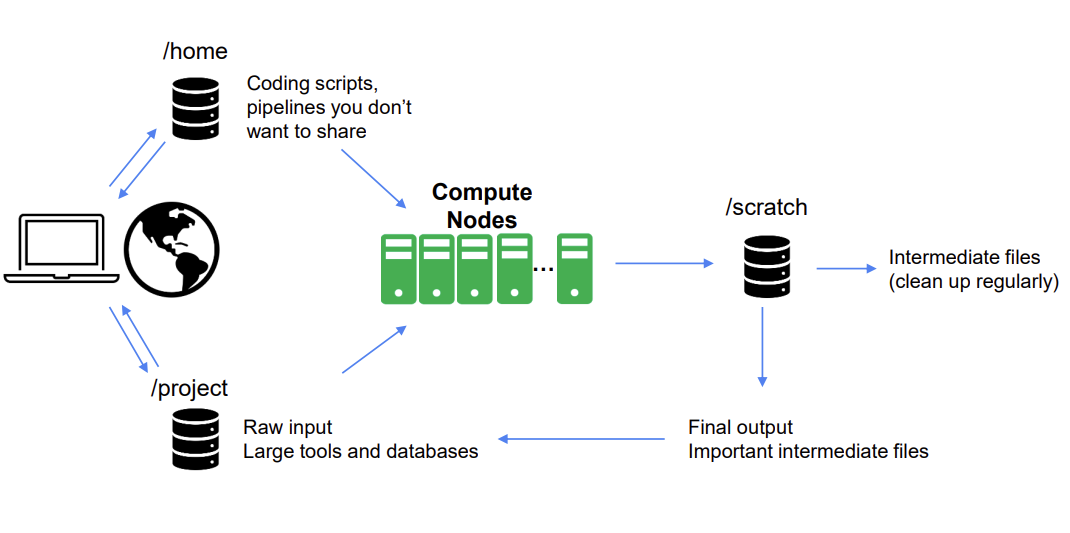 /home
Coding scripts,
pipelines you don’t
want to share
Compute
Nodes
...
/scratch
Intermediate files
(clean up regularly)
/project
Raw input
Large tools and databases
Final output
Important intermediate files